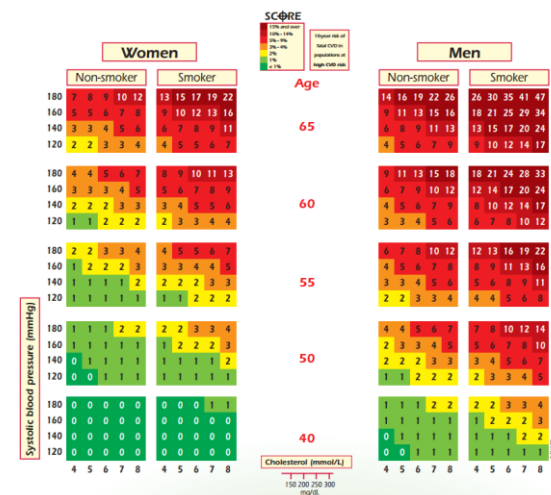 SCORE
15% and over
10% - 14%
5% - 9%
3% - 4%
2%
1%
< 1%
10-year risk of
fatal CVD in
populations at
high CVD risk
Women
Men
Non-smoker Smoker
Age
Non-smoker Smoker
180 7 8 9 10 12 13 15 17 19 22 14 16 19 22 26 26 30 35 41 47
160 5 5 6 7 8 9 10 12 13 16 9 11 13 15 16 18 21 25 29 34
140 3 3 4 5 6 6 7 8 9 11 6 8 9 11 13 13 15 17 20 24
120 2 2 3 3 4 4 5 5 6 7 4 5 6 7 9 9 10 12 14 17
65
180 4 4 5 6 7 8 9 10 11 13 9 11 13 15 18 18 21 24 28 33
160 3 3 3 4 5 5 6 7 8 9 6 7 9 10 12 12 14 17 20 24
140 2 2 2 3 3 3 4 5 5 6 4 5 6 7 9 8 10 12 14 17
120 1 1 2 2 2 2 3 3 4 4 3 3 4 5 6 6 7 8 10 12
60
180 2 2 3 3 4 4 5 5 6 7 6 7 8 10 12 12 13 16 19 22
160 1 2 2 2 3 3 3 4 4 5 4 5 6 7 8 8 9 11 13 16
140 1 1 1 1 2 2 2 2 3 3 3 3 4 5 6 5 6 8 9 11
120 1 1 1 1 1 1 1 2 2 2 2 2 3 3 4 4 4 5 6 8
55
180 1 1 1 2 2 2 2 3 3 4 4 4 5 6 7 7 8 10 12 14
160 1 1 1 1 1 1 2 2 2 3 2 3 3 4 5 5 6 7 8 10
140 0 1 1 1 1 1 1 1 1 2 2 2 2 3 3 3 4 5 6 7
120 0 0 1 1 1 1 1 1 1 1 1 1 2 2 2 2 3 3 4 5
50
180 0 0 0 0 0 0 0 0 1 1 1 1 1 2 2 2 2 3 3 4
160 0 0 0 0 0 0 0 0 0 0 1 1 1 1 1 1 2 2 2 3
140 0 0 0 0 0 0 0 0 0 0 0 1 1 1 1 1 1 1 2 2
120 0 0 0 0 0 0 0 0 0 0 0 0 1 1 1 1 1 1 1 1
40
4 5 6 7 8 4 5 6 7 8 4 5 6 7 8 4 5 6 7 8
Systolic blood pressure (mmHg)
Cholesterol (mmol/L)
150 200 250 300
mg/dL